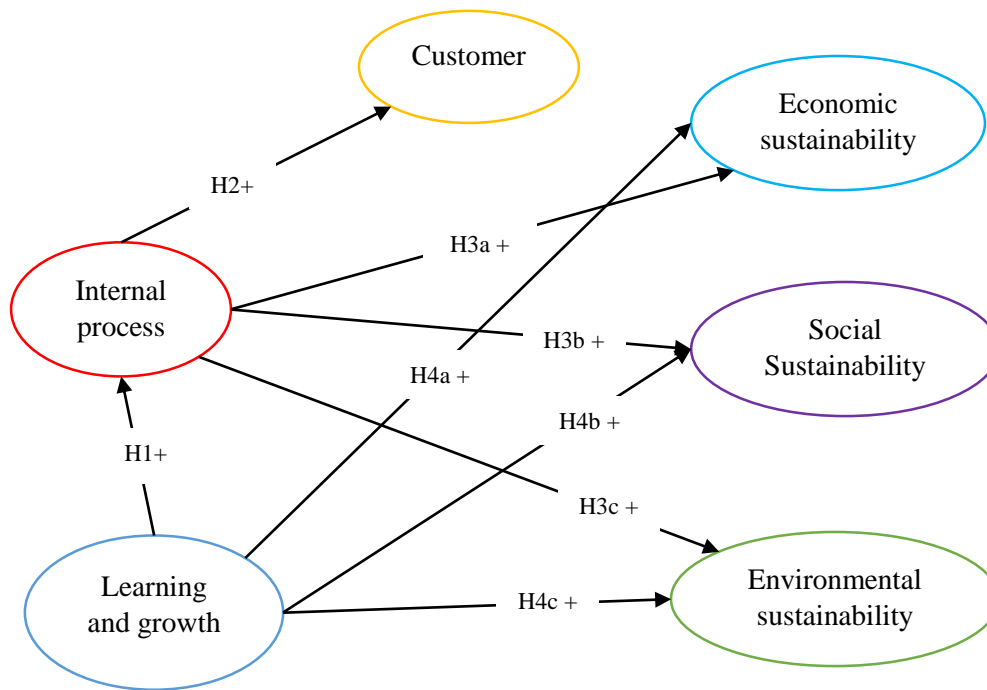 Customer
Economic
sustainability
H2+
H3a +
Internal
process
H3b +
Social
Sustainability
H4a +
H4b +
H1+
H3c +
Learning
and growth
H4c +
Environmental
sustainability